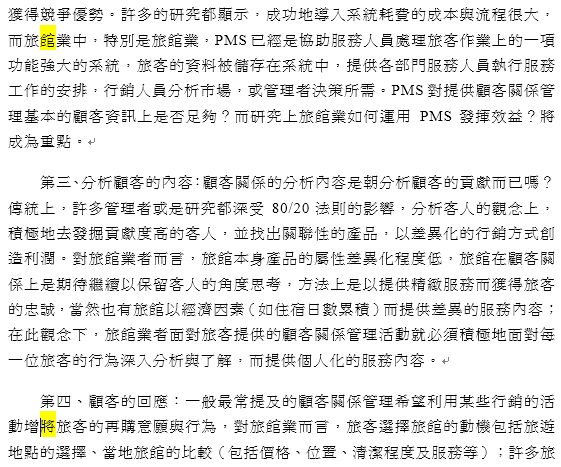 獲得競爭優勢。許多的研究都顯示，成功地導入系統耗費的成本與流程很大，
而旅館業中，特別是旅館業，PMS 已經是協助服務人員處理旅客作業上的一項
功能強大的系統，旅客的資料被儲存在系統中，提供各部門服務人員執行服務
工作的安排，行銷人員分析市場，或管理者決策所需。PMS 對提供顧客關係管
理基本的顧客資訊上是否足夠？而研究上旅館業如何運用 PMS 發揮效益？將
成為重點。
第三、分析顧客的內容：顧客關係的分析內容是朝分析顧客的貢獻而已嗎？
傳統上，許多管理者或是研究都深受 80/20 法則的影響，分析客人的觀念上，
積極地去發掘貢獻度高的客人，並找出關聯性的產品，以差異化的行銷方式創
造利潤。對旅館業者而言，旅館本身產品的屬性差異化程度低，旅館在顧客關
係上是期待繼續以保留客人的角度思考，方法上是以提供精緻服務而獲得旅客
的忠誠，當然也有旅館以經濟因素（如住宿日數累積）而提供差異的服務內容；
在此觀念下，旅館業者面對旅客提供的顧客關係管理活動就必須積極地面對每
一位旅客的行為深入分析與了解，而提供個人化的服務內容。
第四、顧客的回應：一般最常提及的顧客關係管理希望利用某些行銷的活
動增將旅客的再購意願與行為，對旅館業而言，旅客選擇旅館的動機包括旅遊
地點的選擇、當地旅館的比較（包括價格、位置、清潔程度及服務等）；許多旅